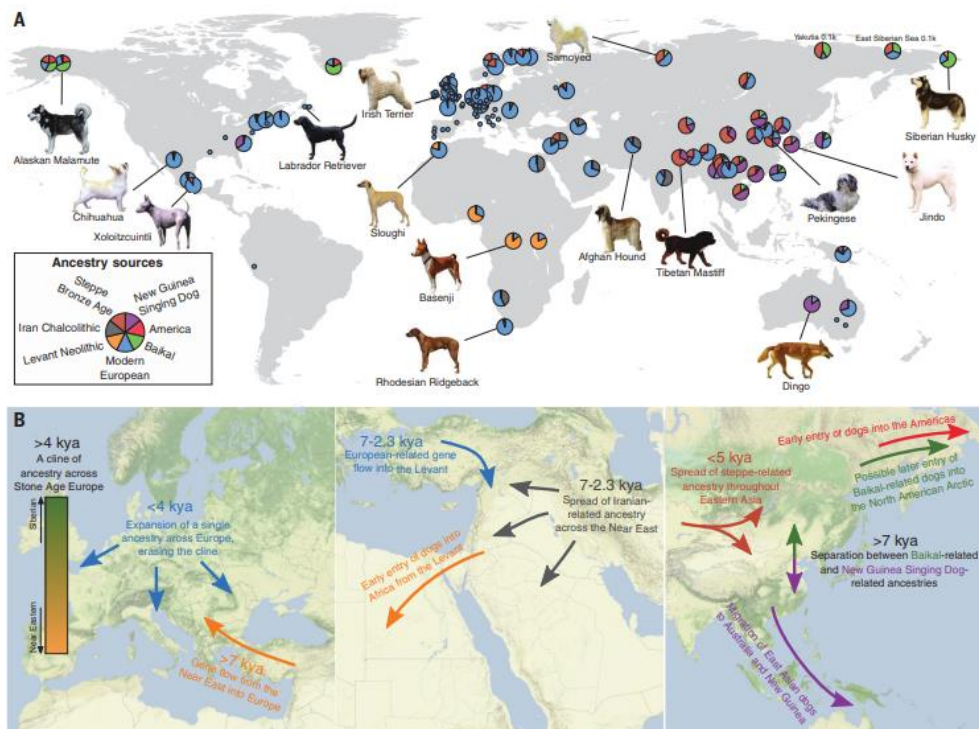 A
Samoyed
Yakutia 0.1k
East Siberian Sea 0.1k
Irish Terrier
Alaskan Malamute
Labrador Retriever
Siberian Husky
Chihuahua
Xoloitzcuintli
Sloughi
Afghan Hound
Tibetan Mastiff
Pekingese
Jindo
Basenji
Rhodesian Ridgeback
Dingo
Ancestry sources
Steppe
Bronze Age
New Guinea
Singing Dog
Iran Chalcolithic
America
Levant Neolithic
Baikal
Modern
European
B
>4 kya
A cline of
ancestry across
Stone Age Europe
Siberian
Near Eastern
<4 kya
Expansion of a single
ancestry aross Europe,
erasing the cline
>7 kya
Gene flow from the
Near East into Europe
7-2.3 kya
European-related gene
flow into the Levant
7-2.3 kya
Spread of Iranian-
related ancestry
across the Near East
Early entry of dogs into
Africa from the Levant
Early entry of dogs into the Americas
<5 kya
Spread of steppe-related
ancestry throughout
Eastern Asia
Possible later entry of
Baikal-related dogs into
the North American Arctic
>7 kya
Separation between Baikal-related
and New Guinea Singing Dog-
related ancestries
Migration of East Asian dogs
to Australia and New Guinea